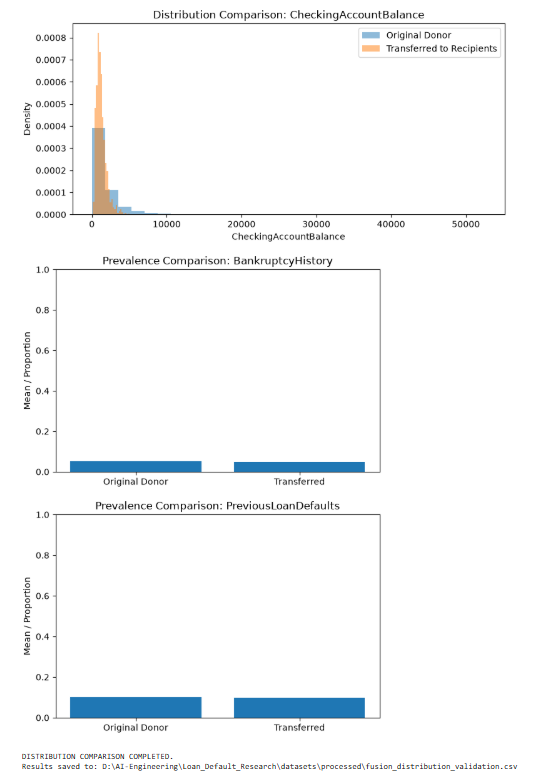 Distribution Comparison: CheckingAccountBalance
Original Donor
Transferred to Recipients
Density
0.0008
0.0007
0.0006
0.0005
0.0004
0.0003
0.0002
0.0001
0.0000
0 10000 20000 30000 40000 50000
CheckingAccountBalance
Prevalence Comparison: BankruptcyHistory
Mean / Proportion
1.0
0.8
0.6
0.4
0.2
0.0
Original Donor Transferred
Prevalence Comparison: PreviousLoanDefaults
Mean / Proportion
1.0
0.8
0.6
0.4
0.2
0.0
Original Donor Transferred
DISTRIBUTION COMPARISON COMPLETED.
Results saved to: D:\AI-Engineering\Loan_Default_Research\datasets\processed\fusion_distribution_validation.csv